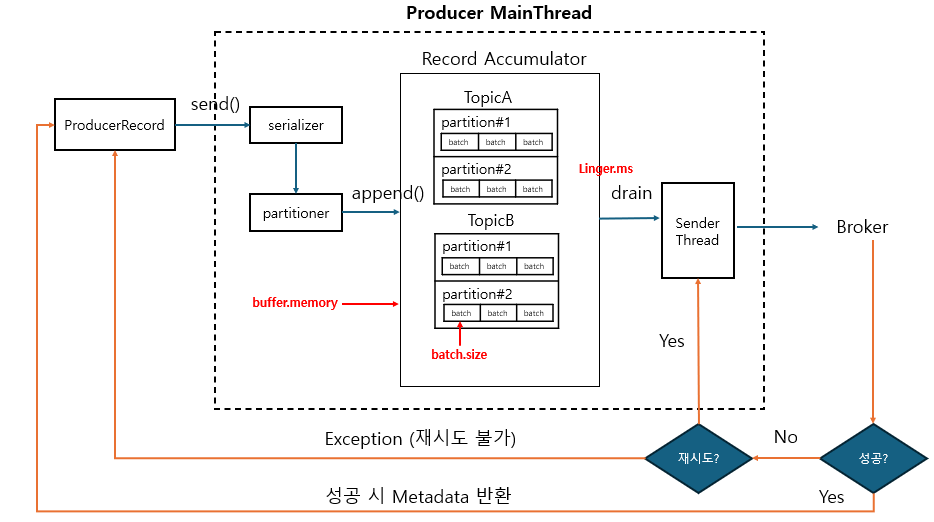 Producer MainThread
Record Accumulator
send()
ProducerRecord
serializer
TopicA
partition#1
batch batch batch
partition#2
batch batch batch
Linger.ms
append()
drain
partitioner
TopicB
Sender
Thread
Broker
partition#1
batch batch batch
partition#2
batch batch batch
buffer.memory
batch.size
Yes
Exception (재시도 불가)
재시도?
No
성공?
성공 시 Metadata 반환
Yes